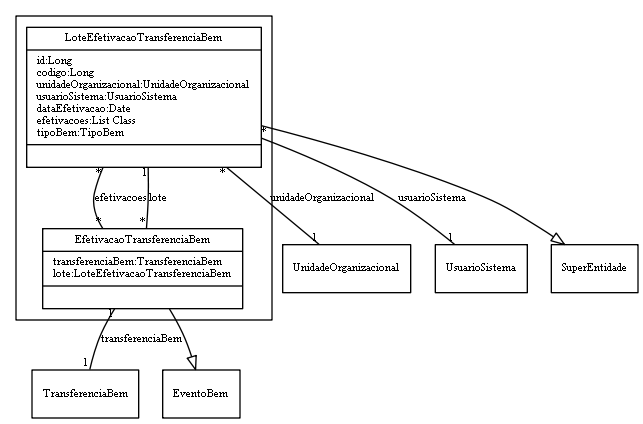 LoteEfetivacaoTransferenciaBem
id:Long
codigo:Long
unidadeOrganizacional:UnidadeOrganizacional
usuarioSistema:UsuarioSistema
dataEfetivacao:Date
efetivacoes:List Class
tipoBem:TipoBem
* 1 * *
efetivacoes lote unidadeOrganizacional usuarioSistema
* * 1 1
EfetivacaoTransferenciaBem
transferenciaBem:TransferenciaBem
lote:LoteEfetivacaoTransferenciaBem
UnidadeOrganizacional
UsuarioSistema
SuperEntidade
1
transferenciaBem
1
TransferenciaBem
EventoBem